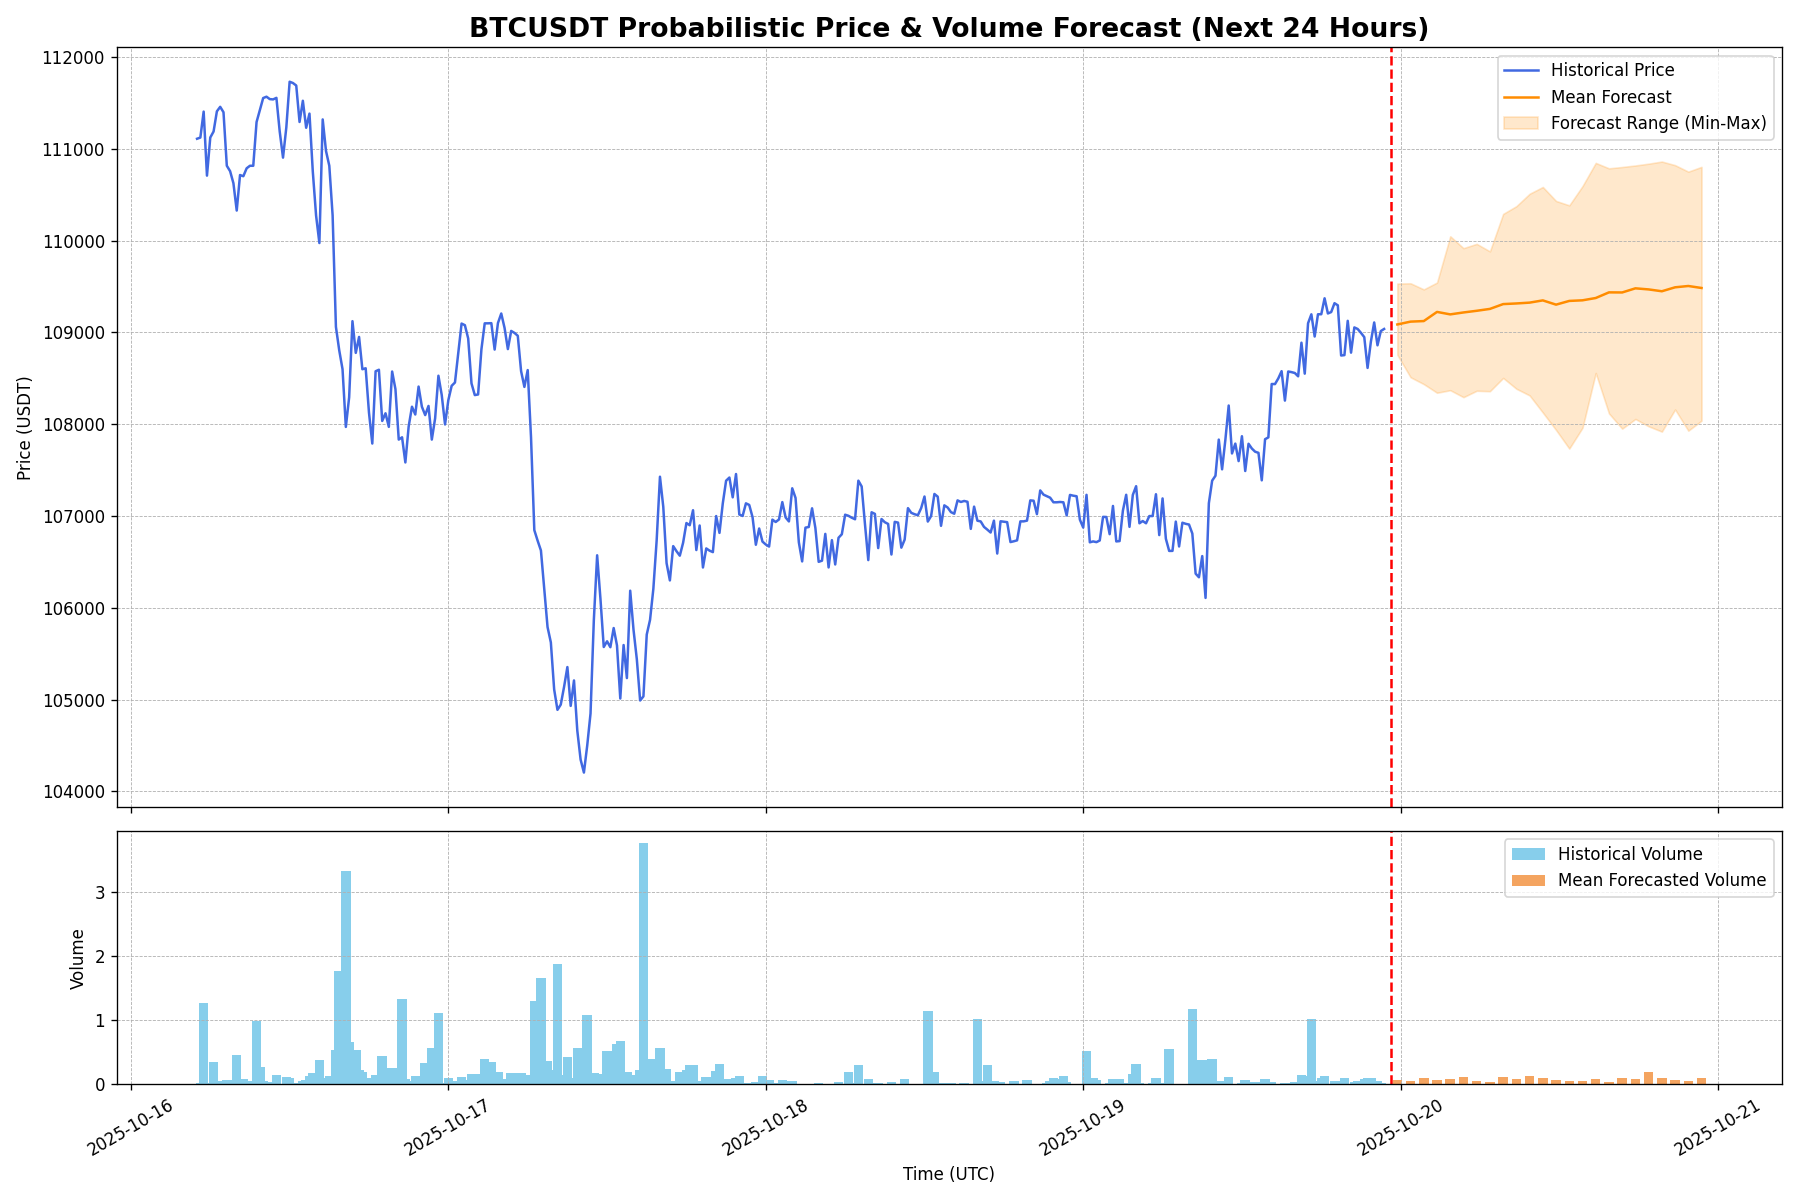 BTCUSDT Probabilistic Price & Volume Forecast (Next 24 Hours)
112000
111000
110000
109000
108000
107000
106000
105000
104000
Price (USDT)
Historical Price
Mean Forecast
Forecast Range (Min-Max)
3
2
1
0
Volume
Historical Volume
Mean Forecasted Volume
2025-10-16
2025-10-17
2025-10-18
2025-10-19
2025-10-20
2025-10-21
Time (UTC)